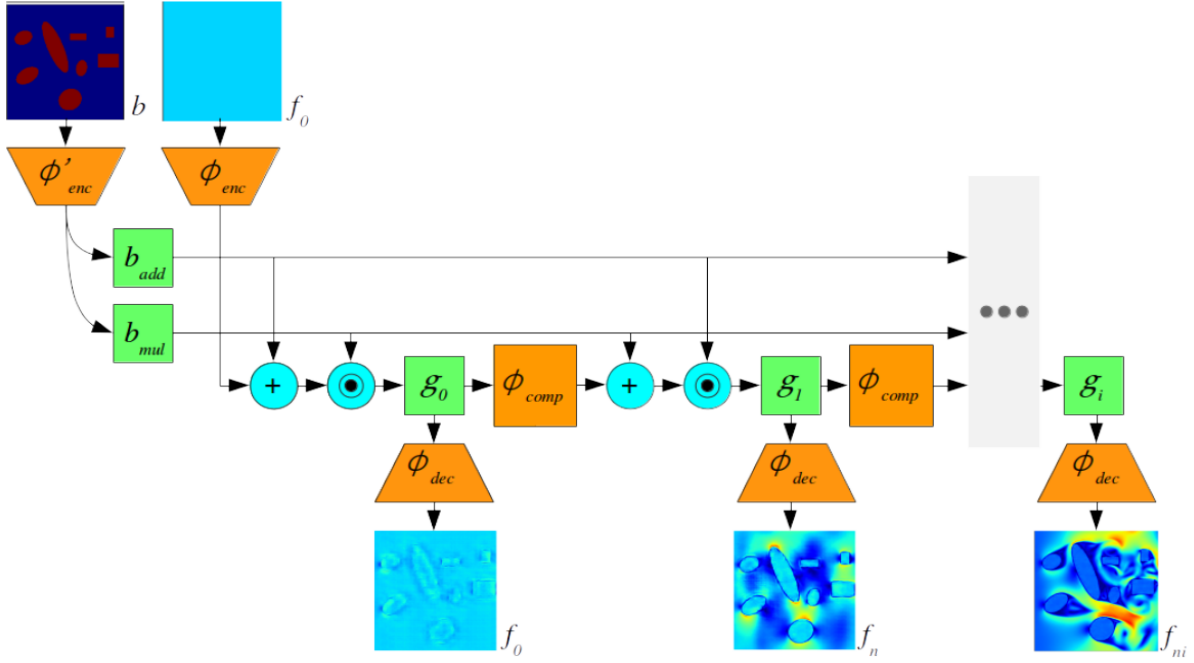 b
f0
ϕ'enc
ϕenc
badd
bmul
+
g0
ϕcomp
+
g1
ϕcomp
gi
ϕdec
ϕdec
ϕdec
f0
fn
fni